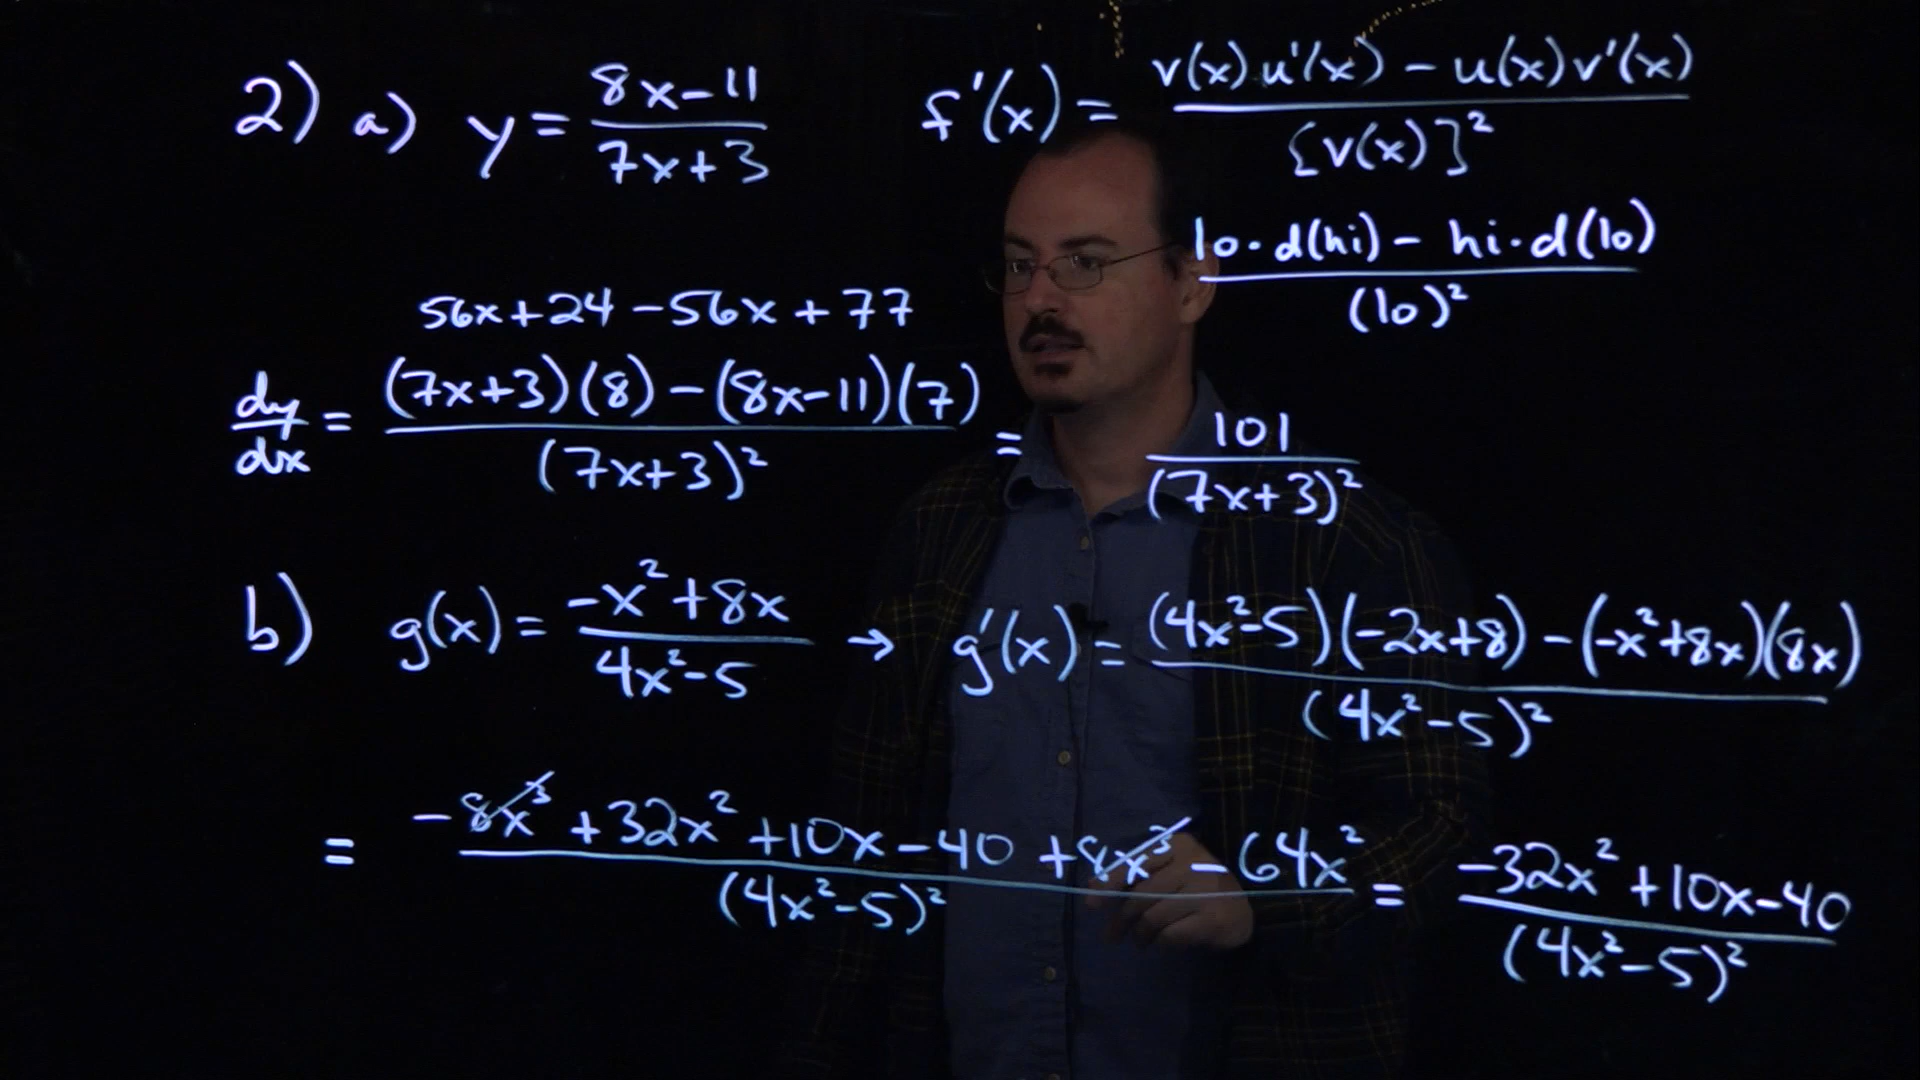 2) a) y = (8x-11)/(7x+3)
f'(x) = (v(x) u'(x) - u(x) v'(x))/[v(x)]²
(lo·d(hi) - hi·d(lo))/(lo)²
56x+24 -56x + 77
dy/dx = ((7x+3)(8) - (8x-11)(7))/(7x+3)² = 101/(7x+3)²
b) g(x) = (-x²+8x)/(4x²-5) → g'(x) = ((4x²-5)(-2x+8) - (-x²+8x)(8x))/(4x²-5)²
= (-8x³ +32x² +10x -40 +8x³ -64x²)/(4x²-5)² = (-32x² +10x-40)/(4x²-5)²